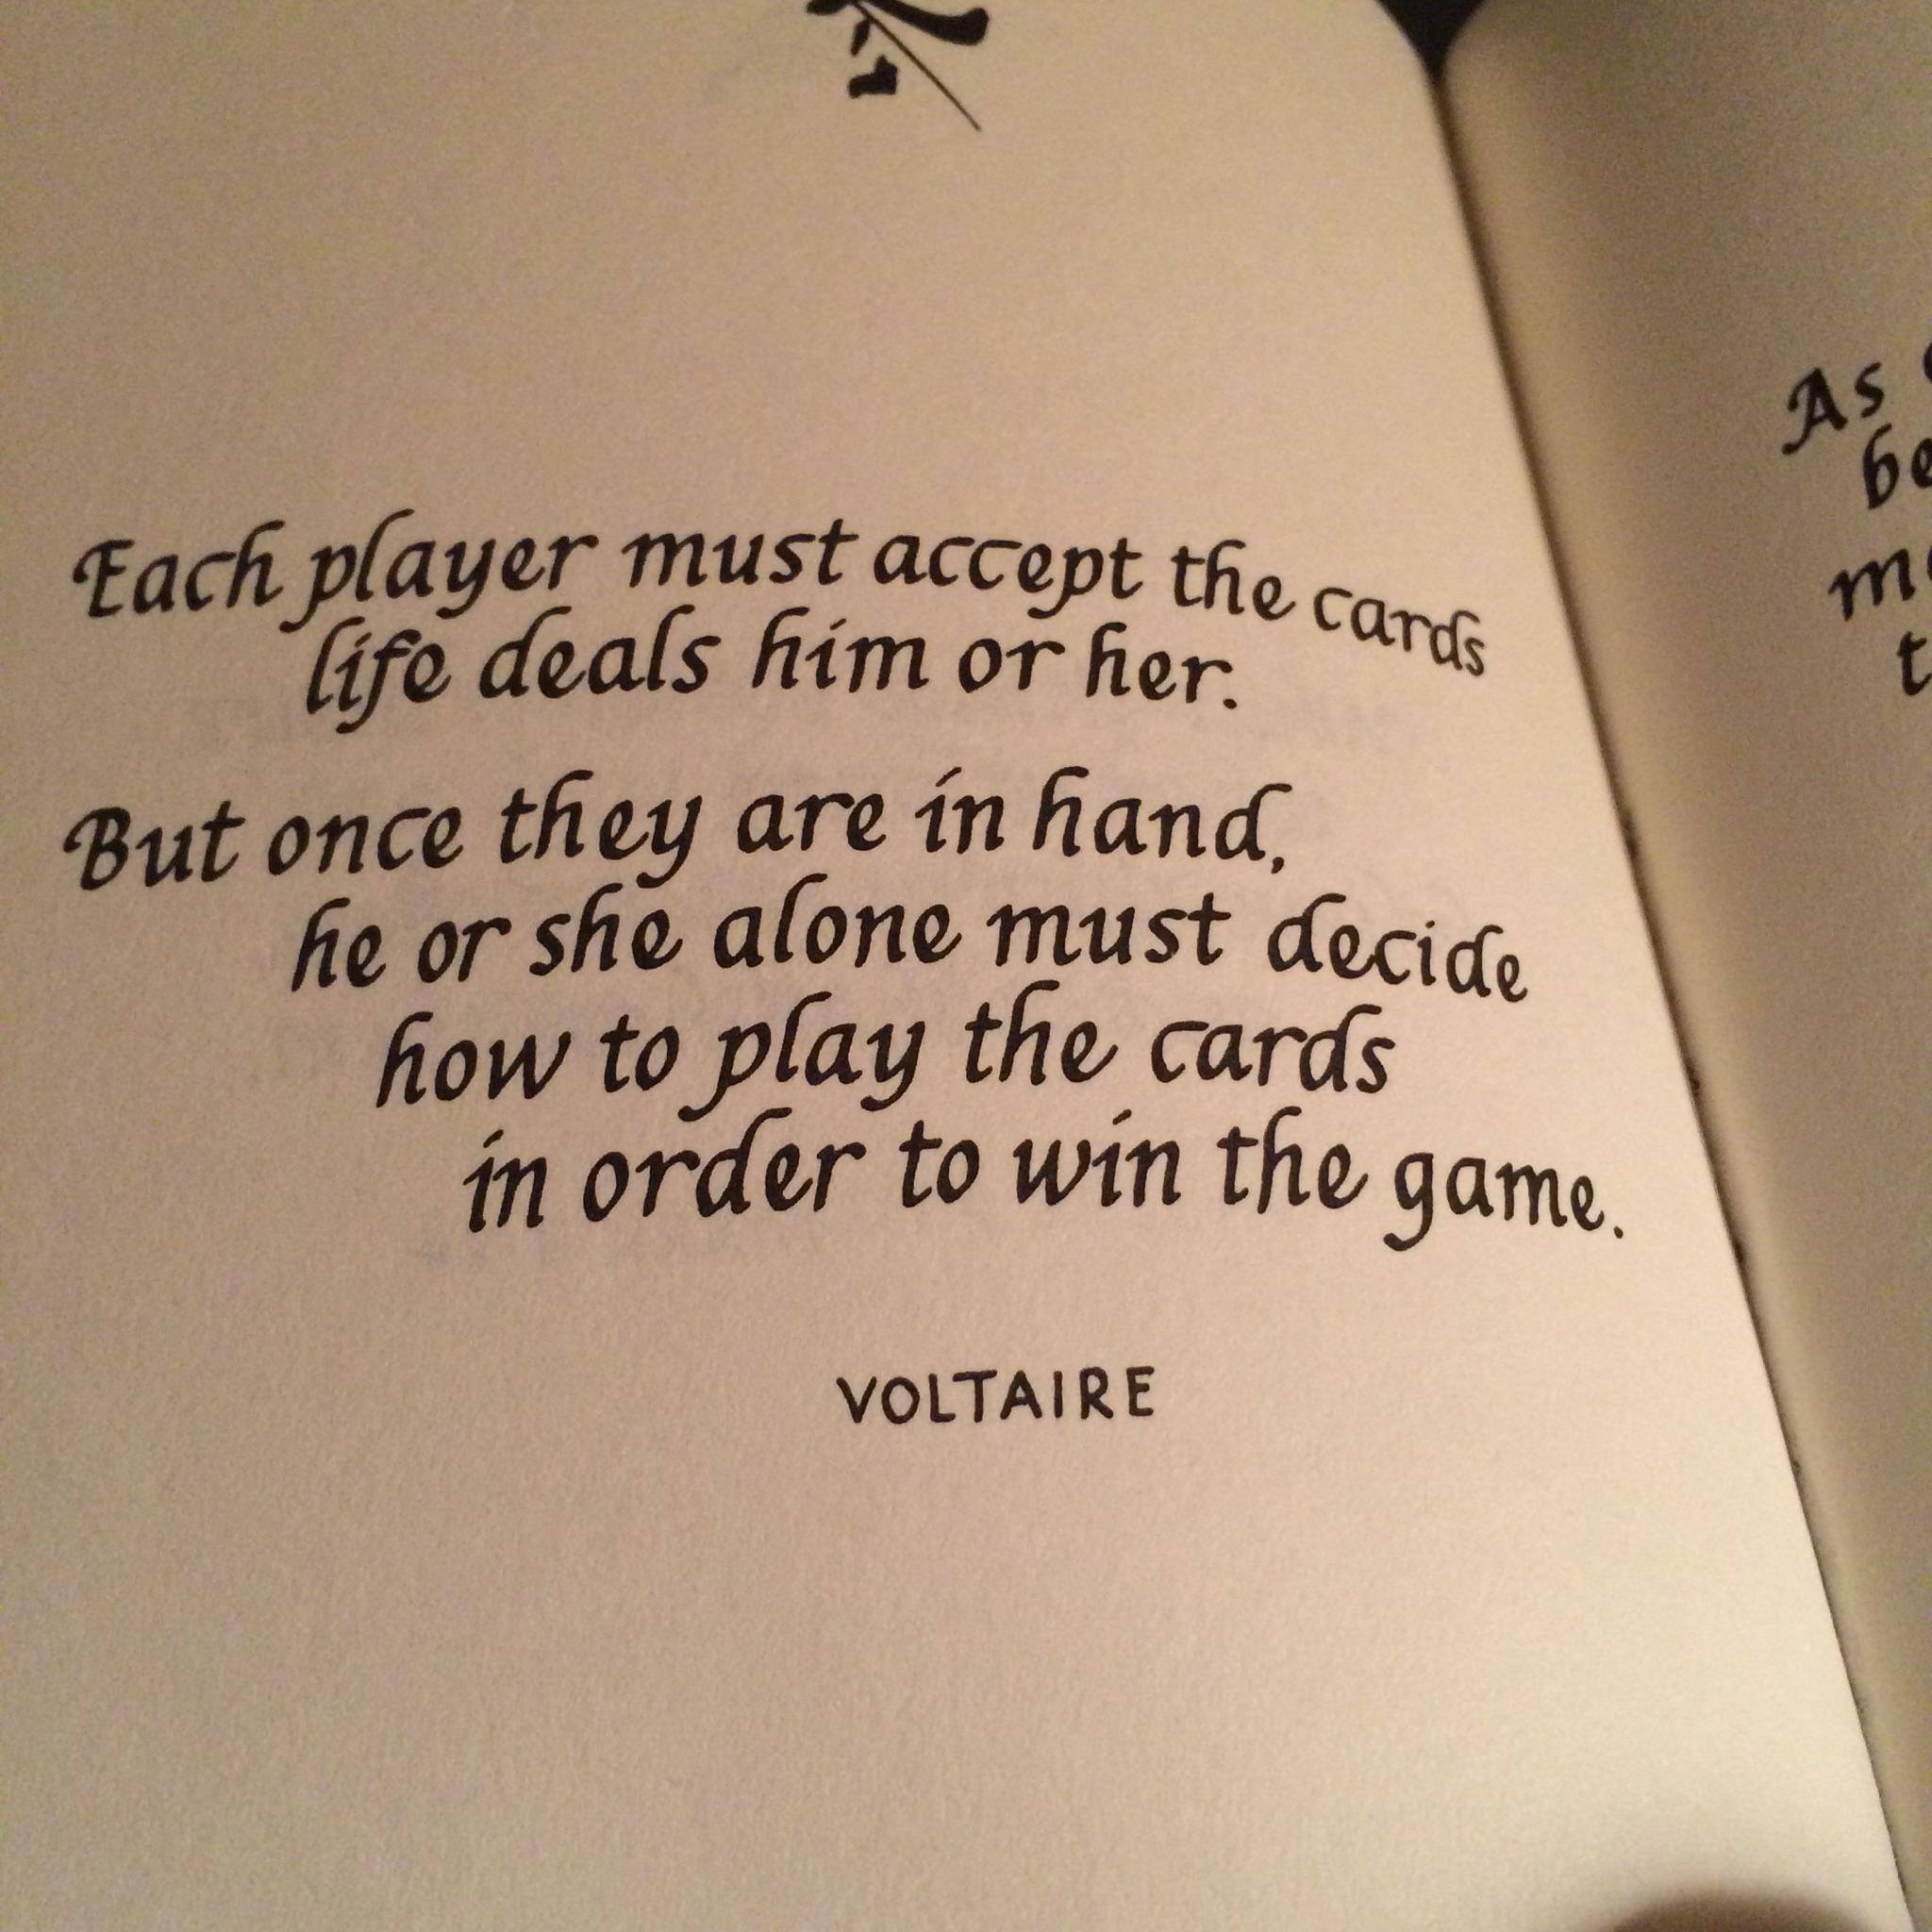 Each player must accept the cards
life deals him or her.
But once they are in hand,
he or she alone must decide
how to play the cards
in order to win the game.
VOLTAIRE
As
be
t